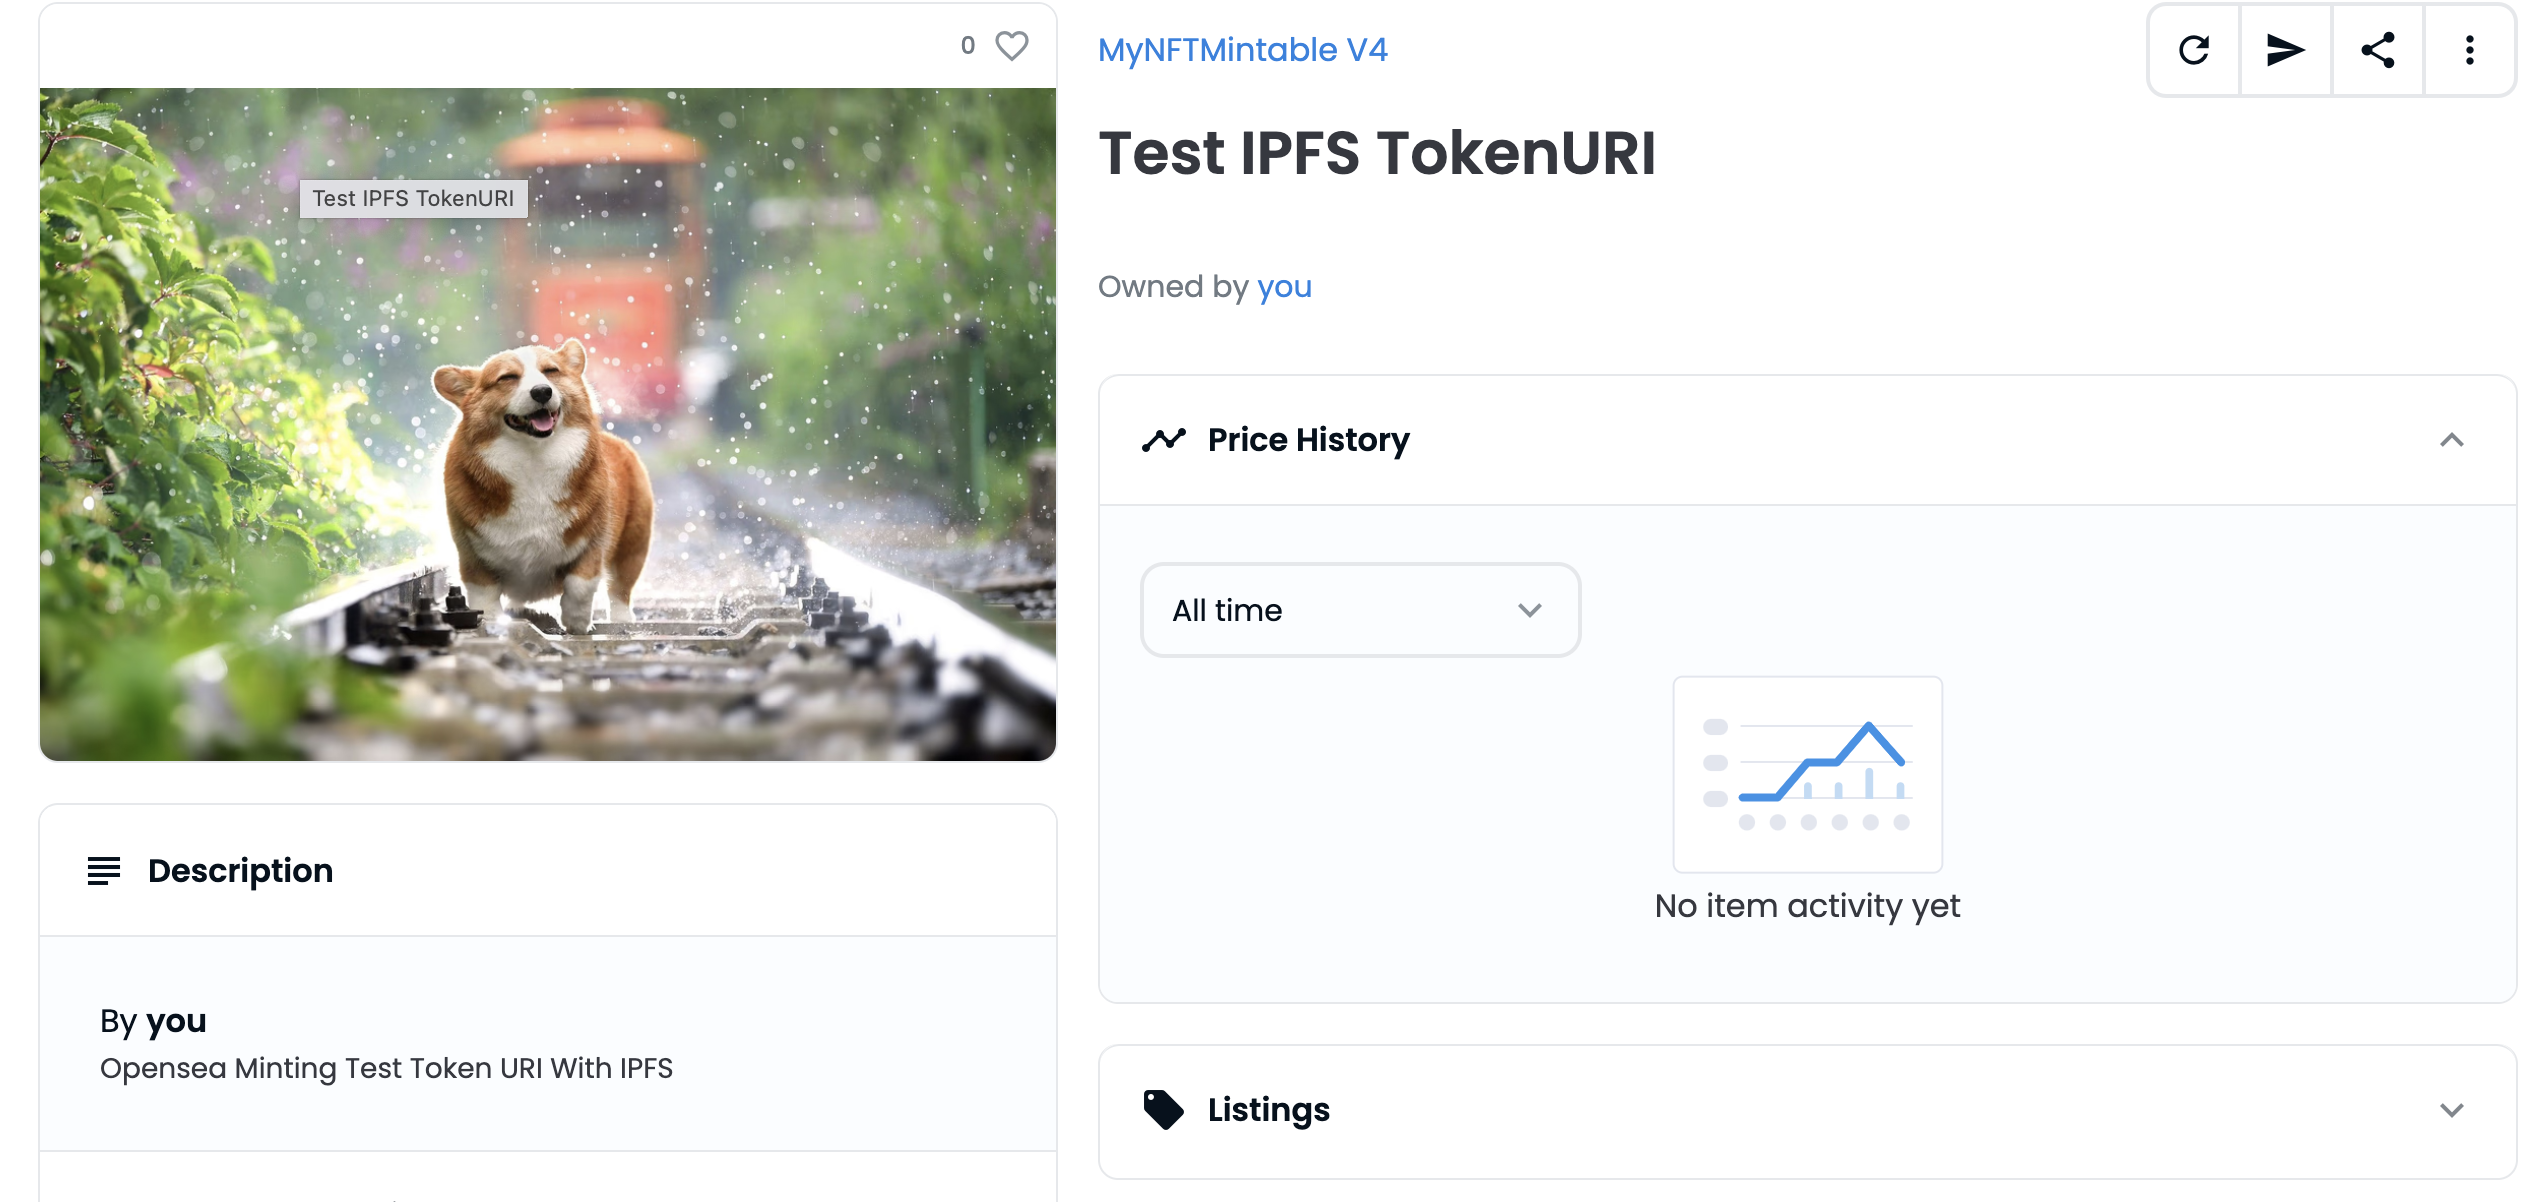 0
Test IPFS TokenURI
Description
By you
Opensea Minting Test Token URI With IPFS
MyNFTMintable V4
Test IPFS TokenURI
Owned by you
Price History
All time
No item activity yet
Listings